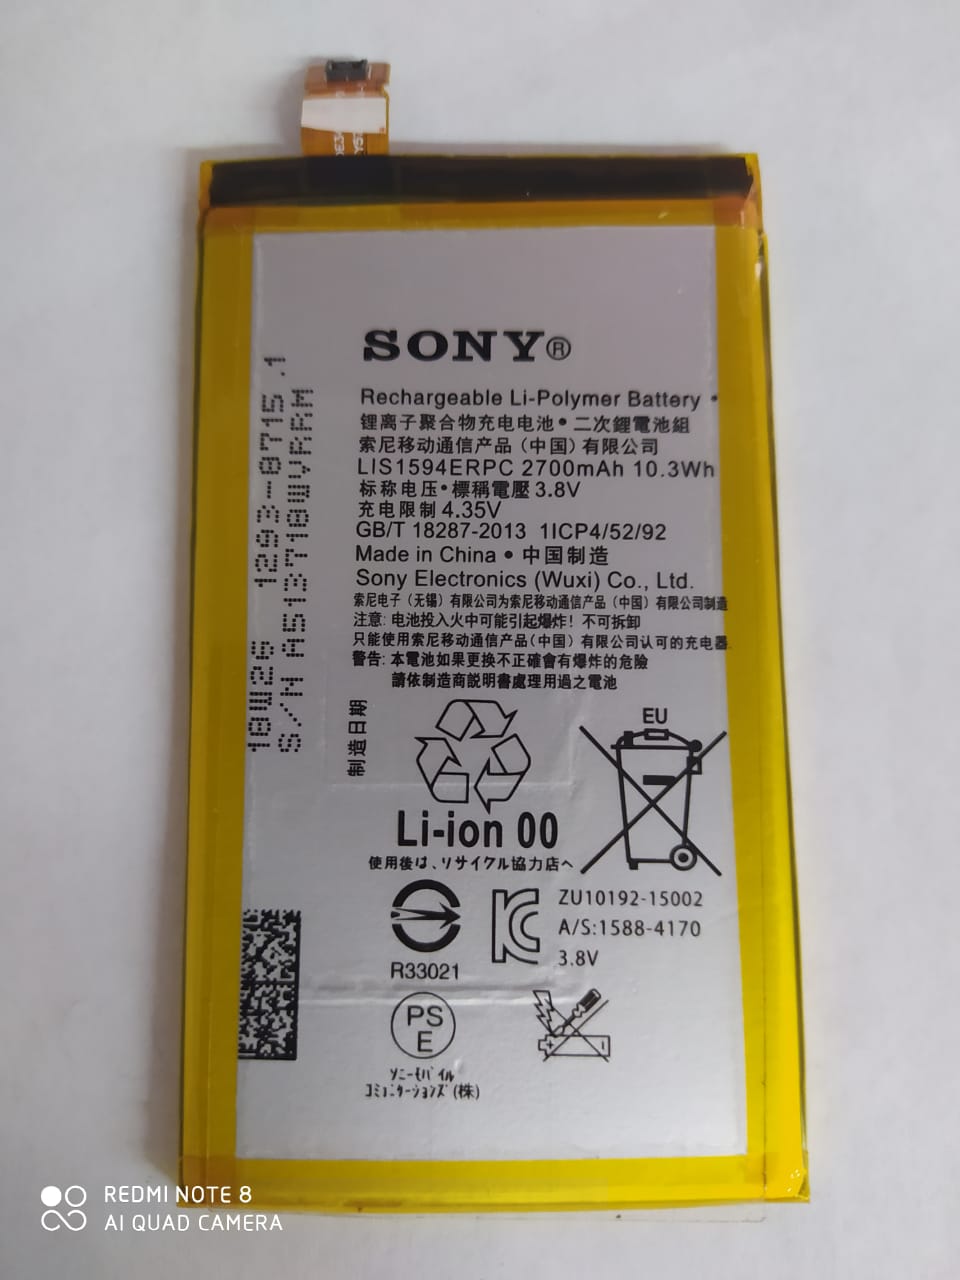 SONY®
Rechargeable Li-Polymer Battery •
锂离子聚合物充电电池•二次鋰電池組
索尼移动通信产品（中国）有限公司
LIS1594ERPC 2700mAh 10.3Wh
标称电压•標稱電壓 3.8V
充电限制 4.35V
GB/T 18287-2013 1ICP4/52/92
Made in China • 中国制造
Sony Electronics (Wuxi) Co., Ltd.
索尼电子（无锡）有限公司为索尼移动通信产品（中国）有限公司制造
注意: 电池投入火中可能引起爆炸！不可拆卸
只能使用索尼移动通信产品(中国）有限公司认可的充电器
警告: 本電池如果更换不正確會有爆炸的危險
請依制造商説明書處理用過之電池
制造日期
18W26 1293-8715.1
S/N A513718WVRRM
EU
Li-ion 00
使用後は、リサイクル協力店へ
R33021
ZU10192-15002
A/S:1588-4170
3.8V
PS
E
ソニーモバイル
コミュニケーションズ(株)
REDMI NOTE 8
AI QUAD CAMERA